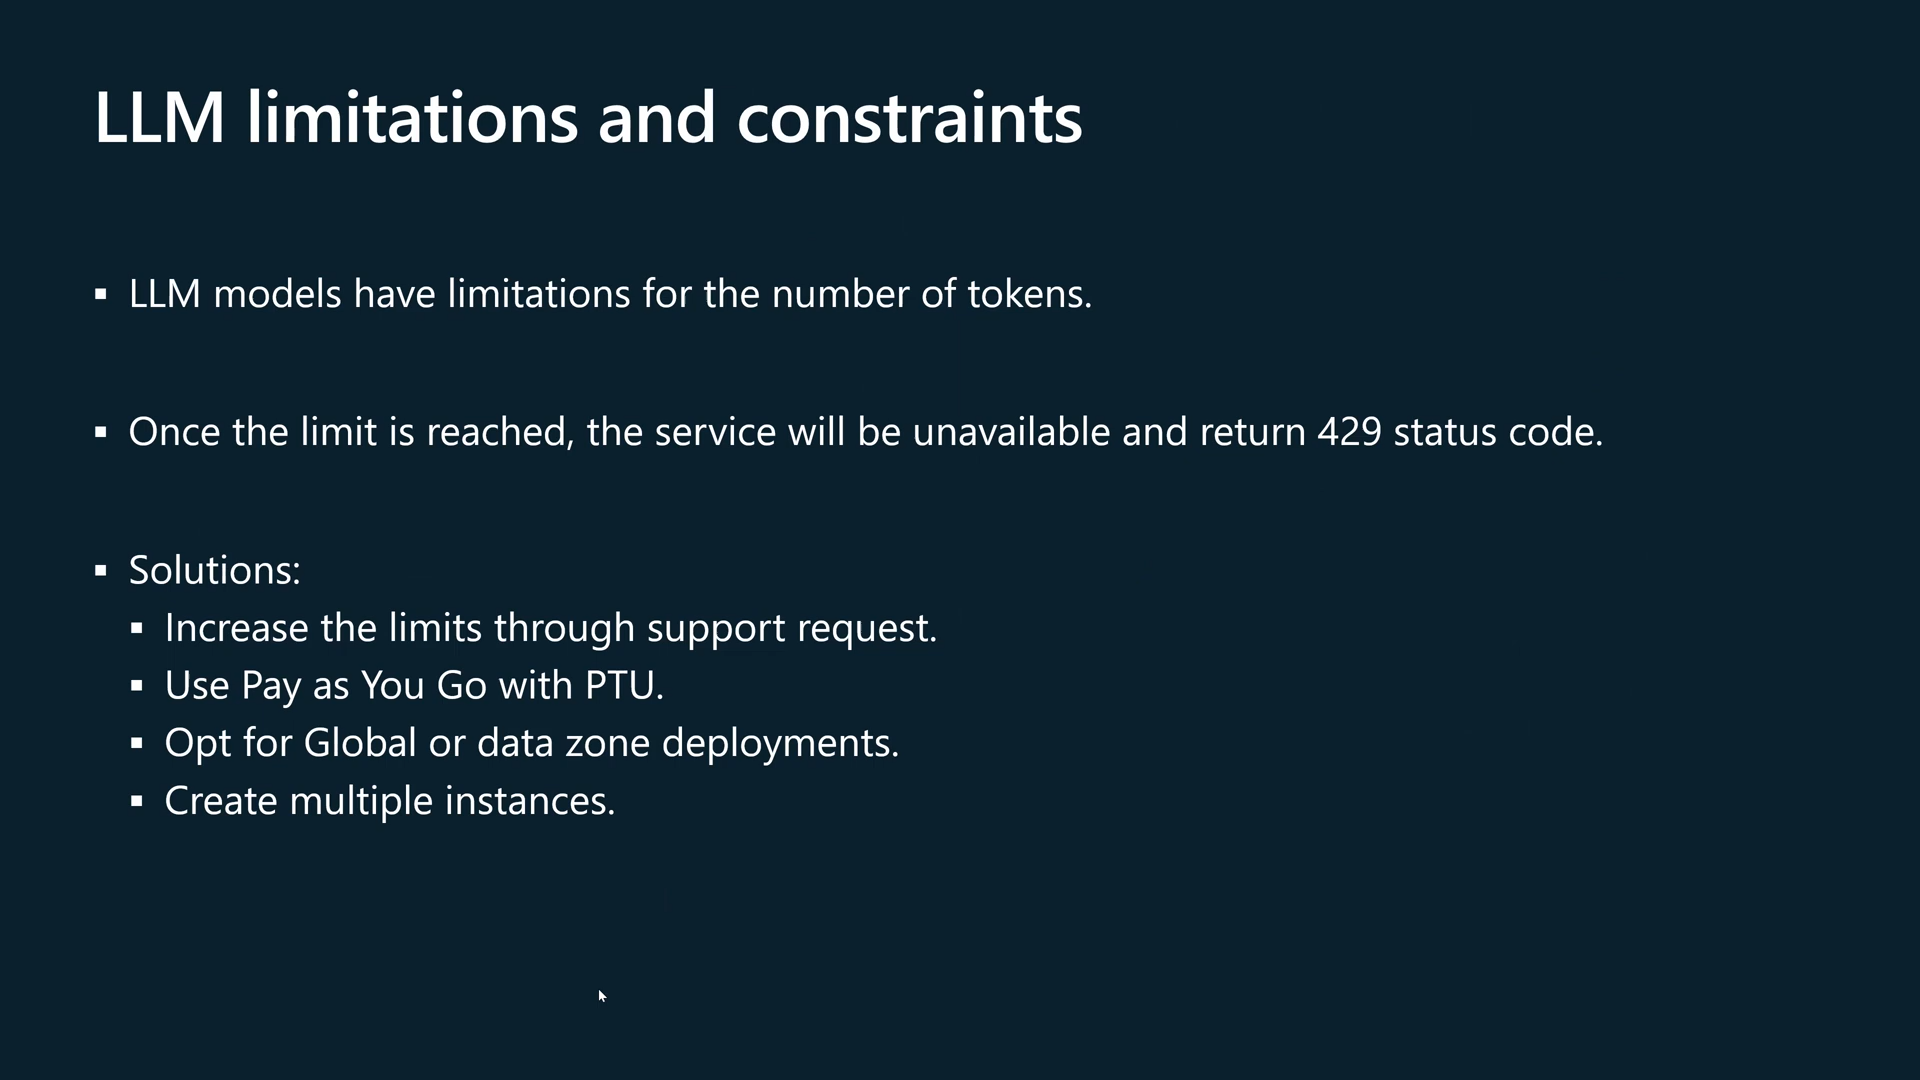 LLM limitations and constraints
▪ LLM models have limitations for the number of tokens.
▪ Once the limit is reached, the service will be unavailable and return 429 status code.
▪ Solutions:
▪ Increase the limits through support request.
▪ Use Pay as You Go with PTU.
▪ Opt for Global or data zone deployments.
▪ Create multiple instances.